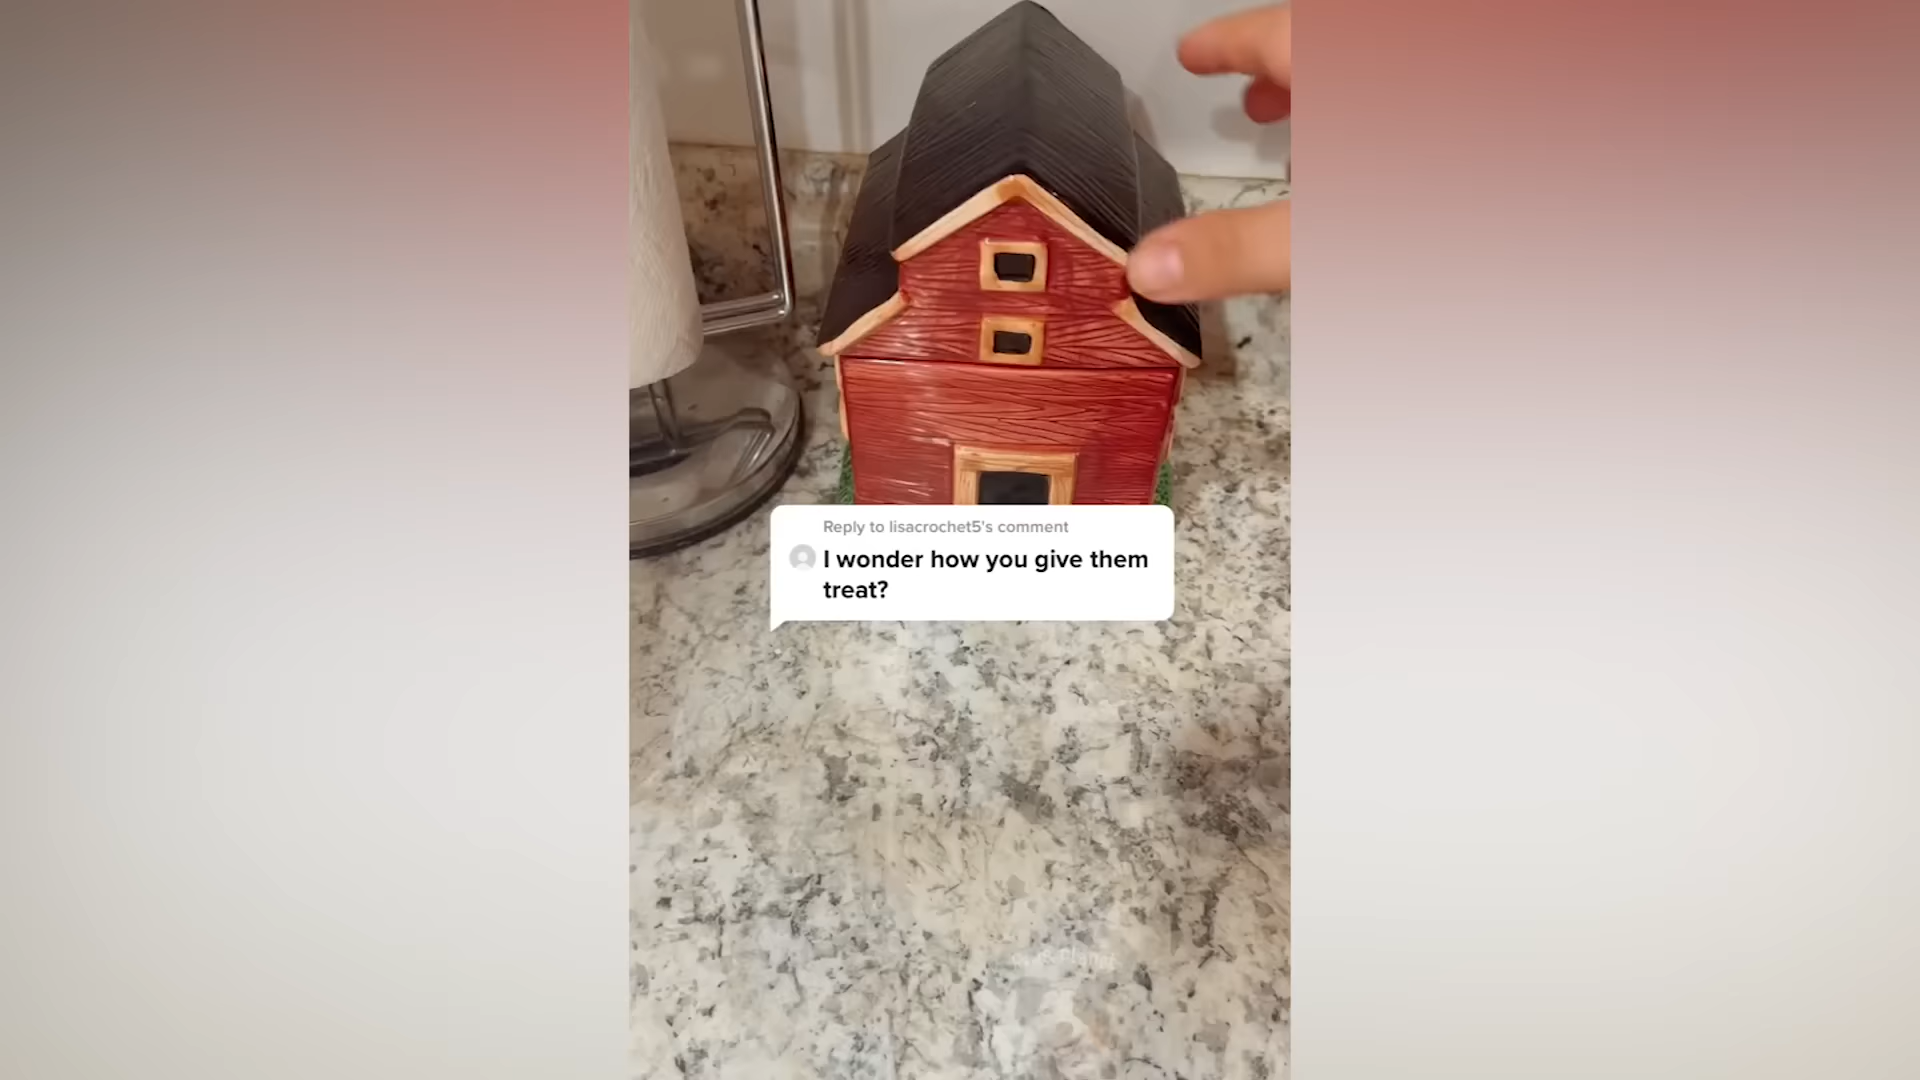 Reply to lisacrochet5's comment
I wonder how you give them
treat?